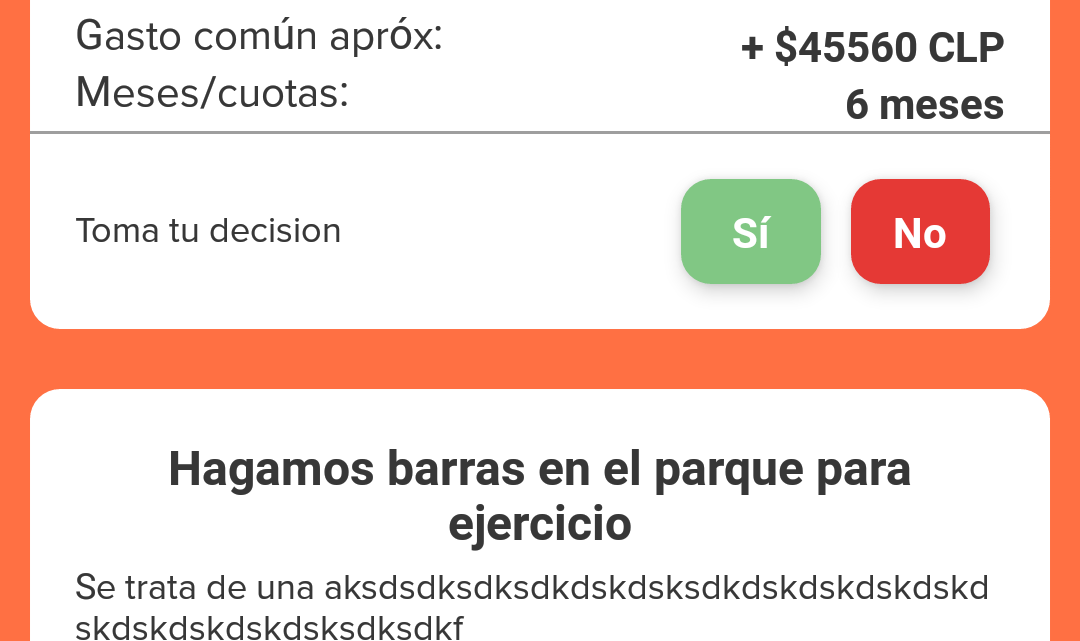 Gasto común apróx:
+ $45560 CLP
Meses/cuotas:
6 meses
Toma tu decision
Sí
No
Hagamos barras en el parque para
ejercicio
Se trata de una aksdsdksdksdkdskdsksdkdskdskdskdskd
skdskdskdskdsksdksdkf